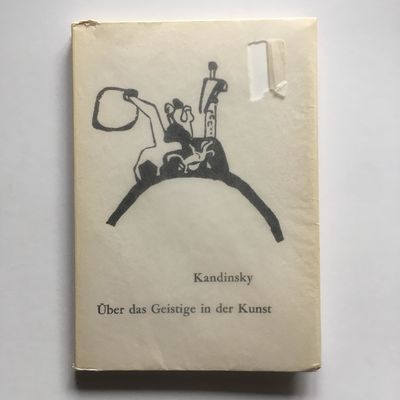 Kandinsky
Über das Geistige in der Kunst